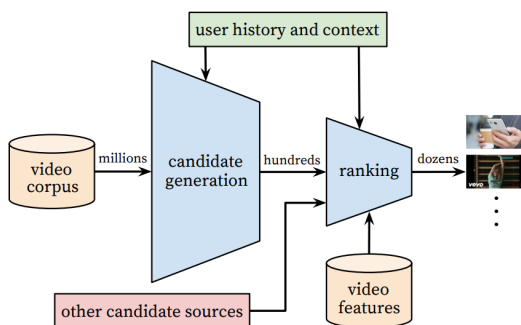 user history and context
video
corpus
millions
candidate
generation
hundreds
ranking
dozens
vevo
other candidate sources
video
features